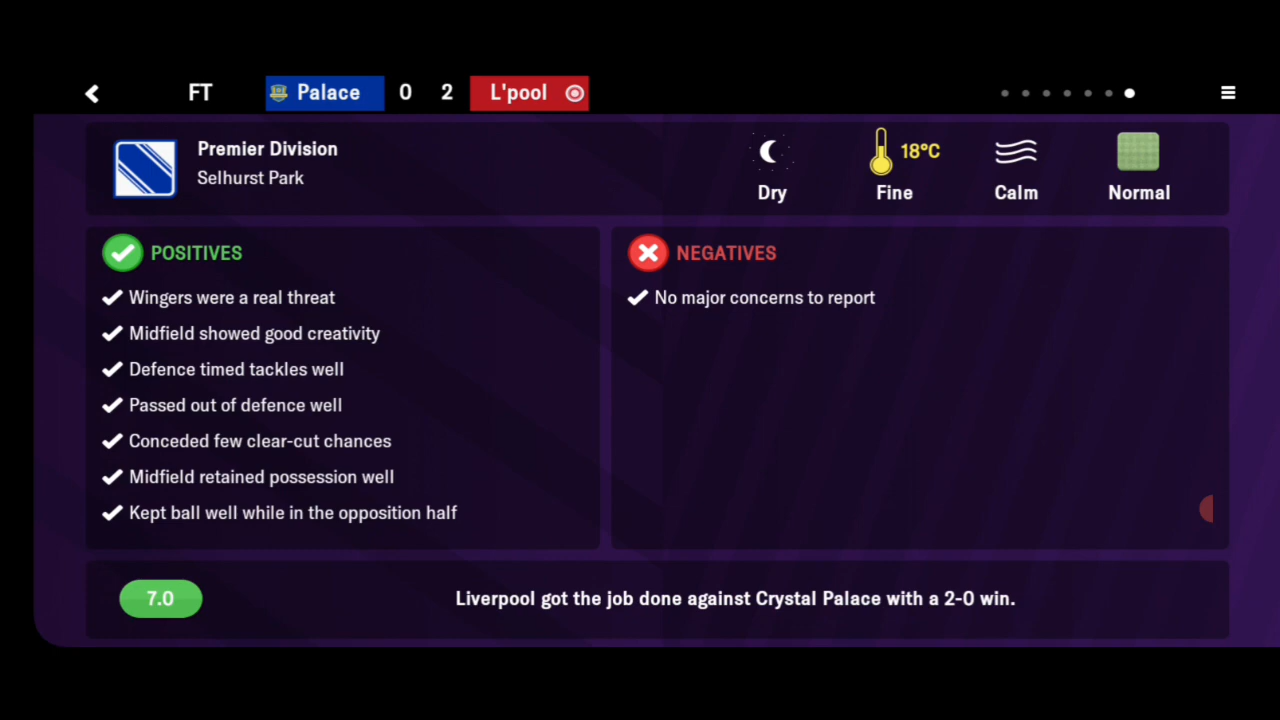 FT Palace 0 2 L'pool
Premier Division
Selhurst Park
18°C
Dry Fine Calm Normal
POSITIVES
Wingers were a real threat
Midfield showed good creativity
Defence timed tackles well
Passed out of defence well
Conceded few clear-cut chances
Midfield retained possession well
Kept ball well while in the opposition half
NEGATIVES
No major concerns to report
7.0
Liverpool got the job done against Crystal Palace with a 2-0 win.